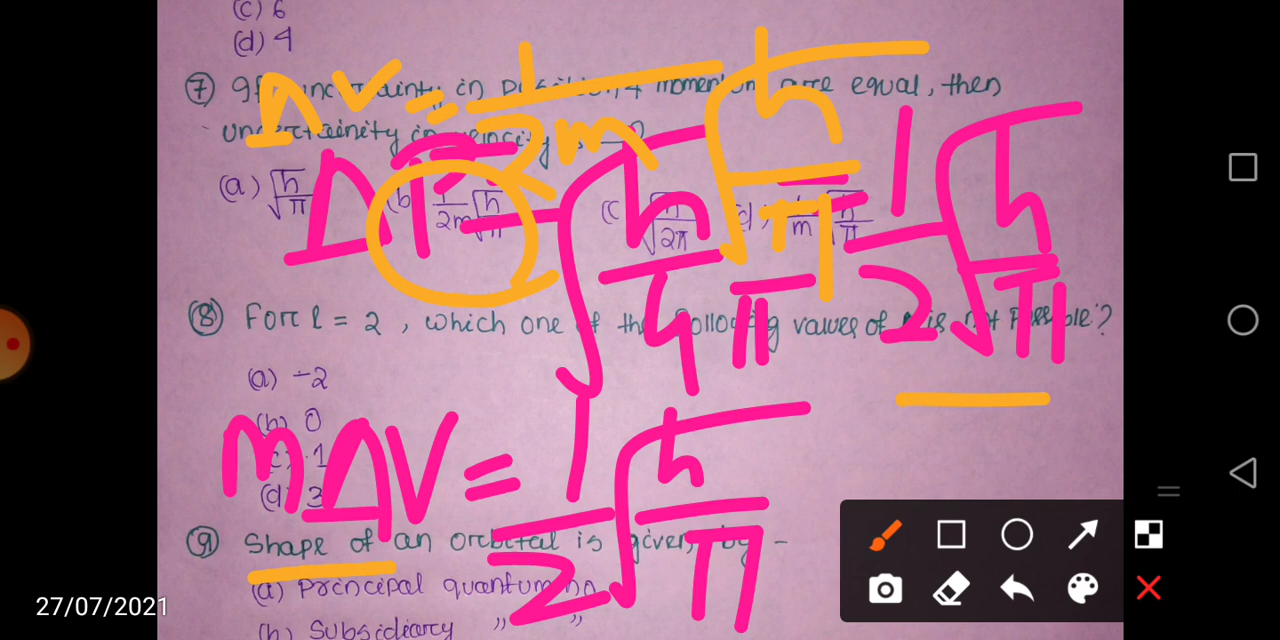 (c) 6
(d) 4
⑦ If uncertainty in position & momentum are equal, then
uncertainity in velocity is —?
(a) √h/π (b) 1/2m √h/π (c) √h/2π (d) 1/m √h/π
Δv = 1/2m √h/π
ΔP = √h/4π = 1/2 √h/π
⑧ For l = 2, which one of the following values of m is not possible?
(a) -2
(b) 0
(c) -1
(d) 3
mΔV = 1/2 √h/π
⑨ Shape of an orbital is given by -
(a) Principal quantum no.
(b) Subsidiary " "
27/07/2021